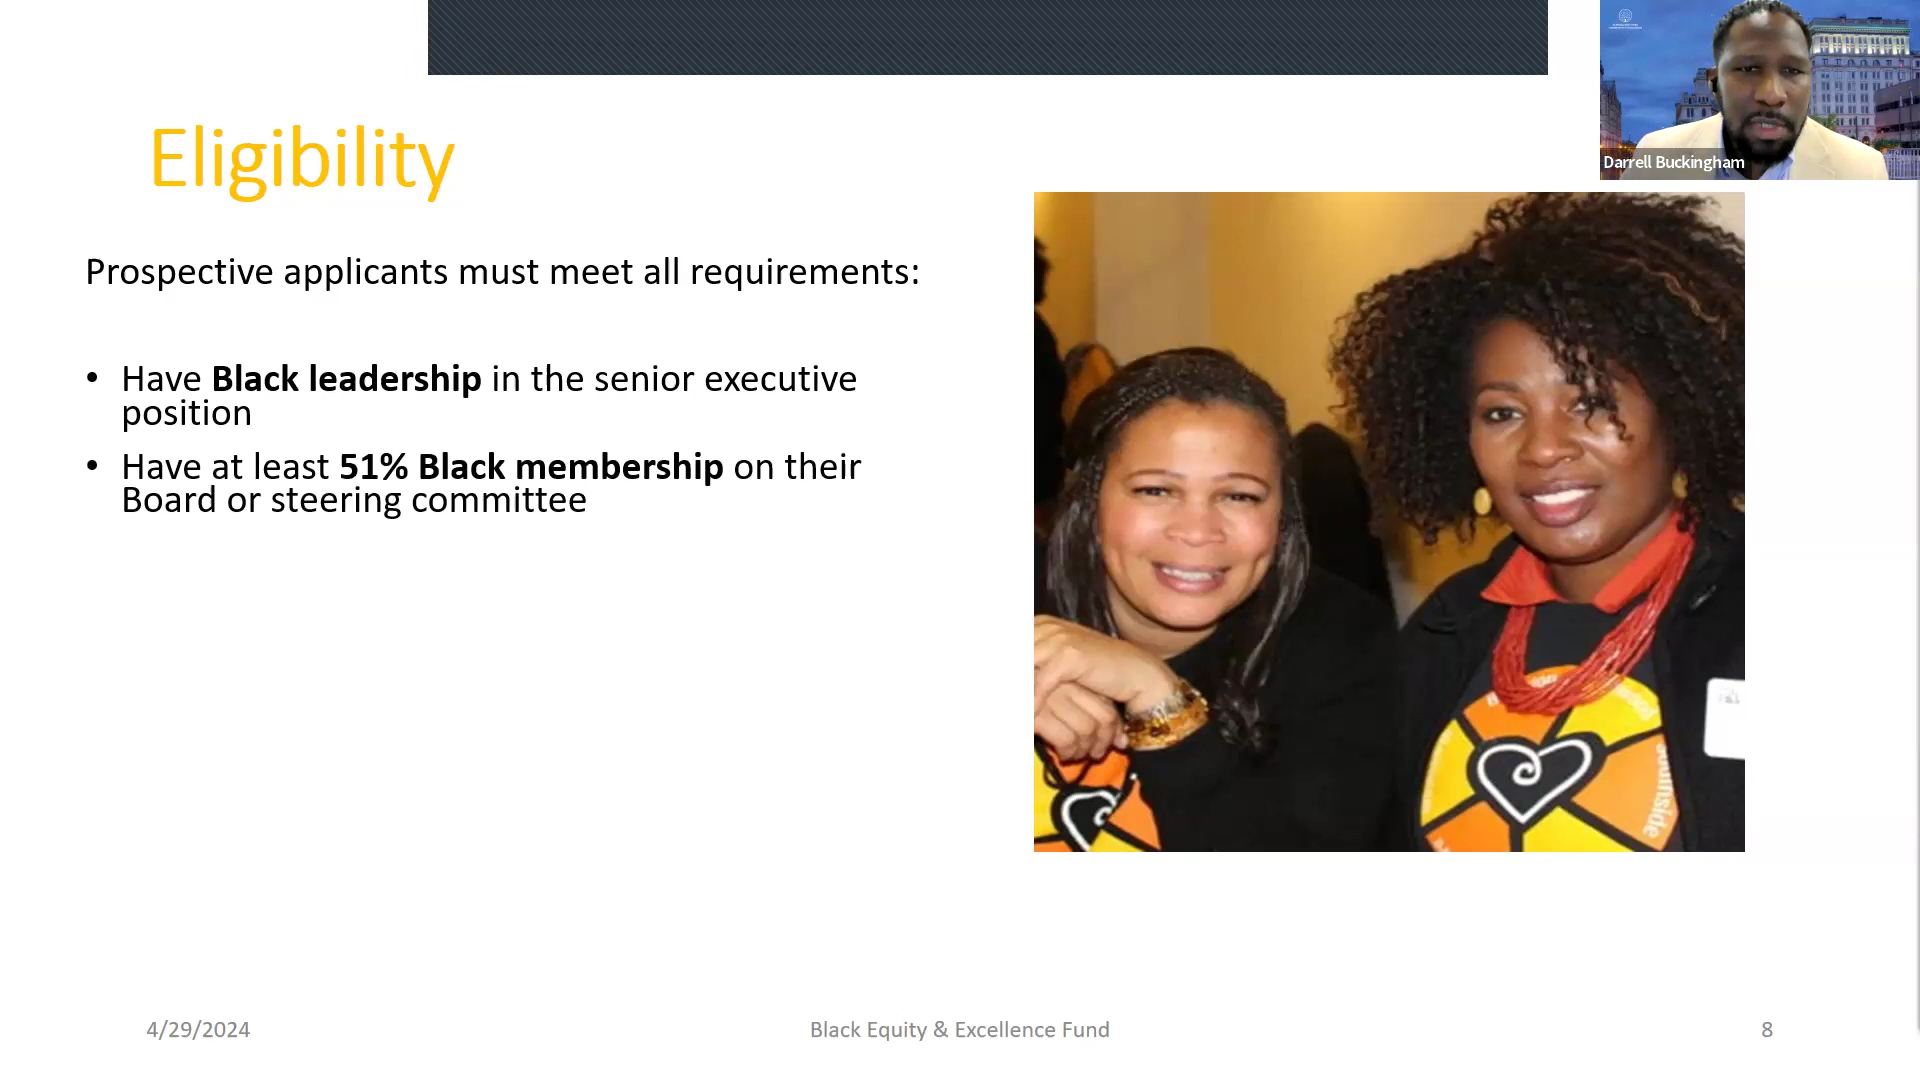 Eligibility
Darrell Buckingham
Prospective applicants must meet all requirements:
• Have Black leadership in the senior executive
position
• Have at least 51% Black membership on their
Board or steering committee
4/29/2024
Black Equity & Excellence Fund
8